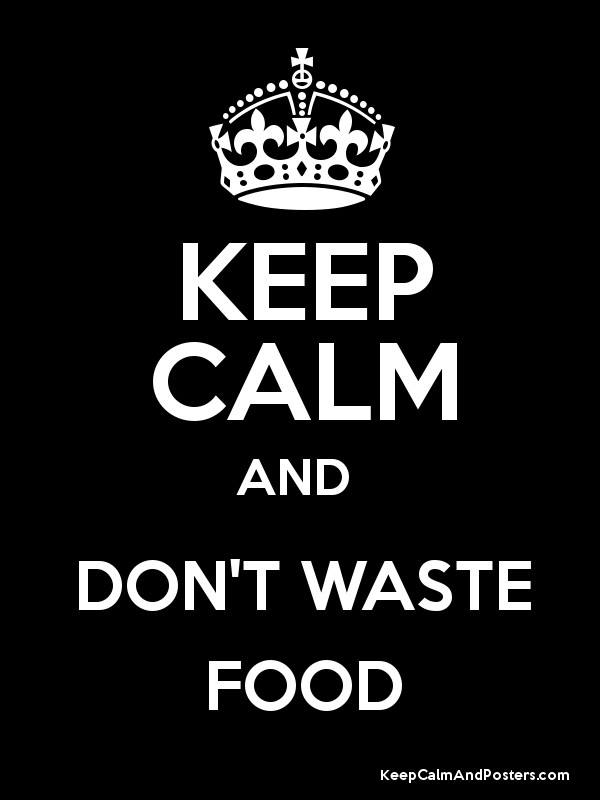 KEEP
CALM
AND
DON'T WASTE
FOOD
KeepCalmAndPosters.com